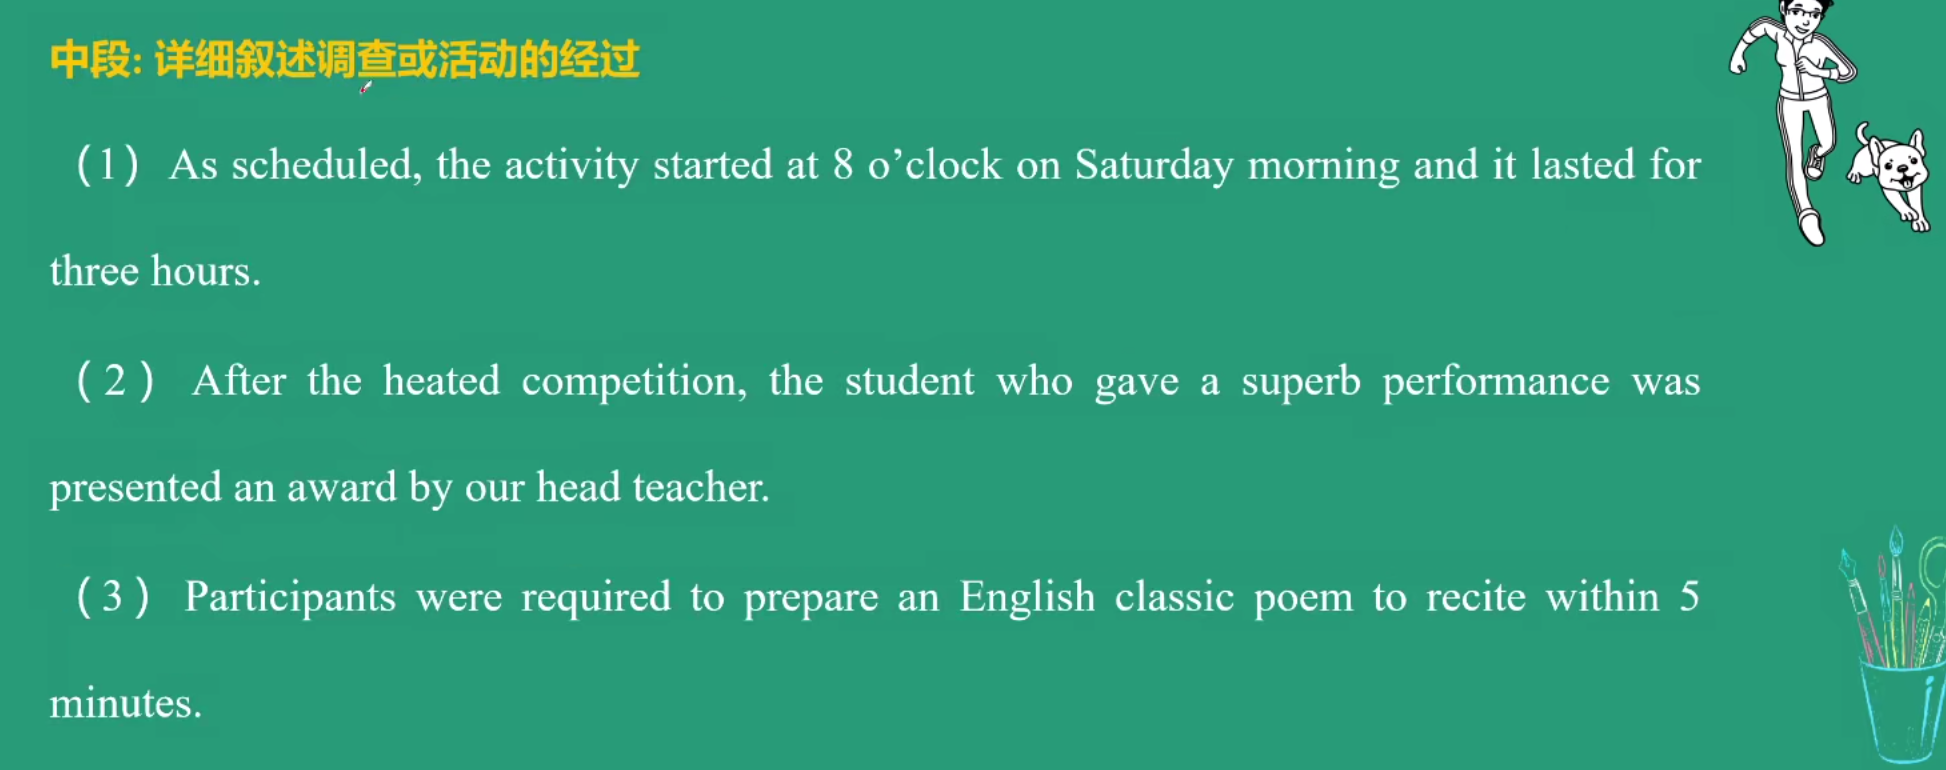 中段: 详细叙述调查或活动的经过
（1） As scheduled, the activity started at 8 o’clock on Saturday morning and it lasted for
three hours.
（2） After the heated competition, the student who gave a superb performance was
presented an award by our head teacher.
（3） Participants were required to prepare an English classic poem to recite within 5
minutes.